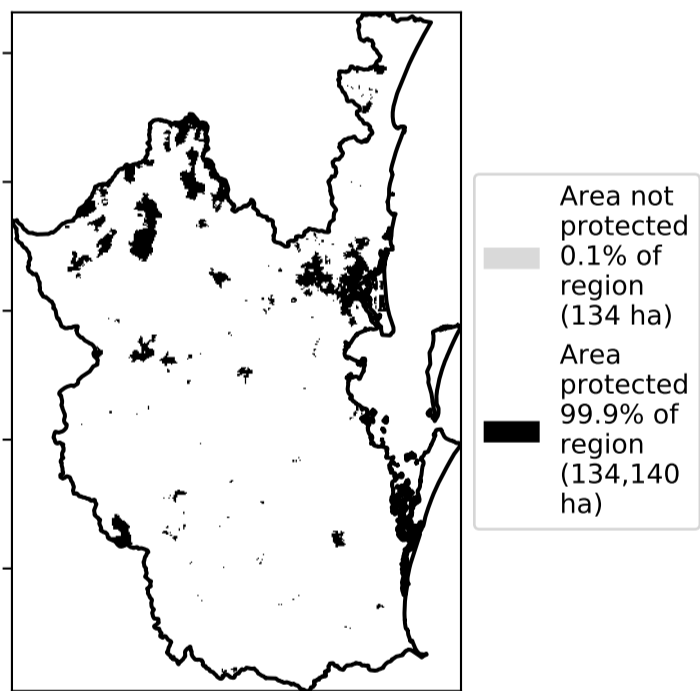 Area not
protected
0.1% of
region
(134 ha)
Area
protected
99.9% of
region
(134,140
ha)